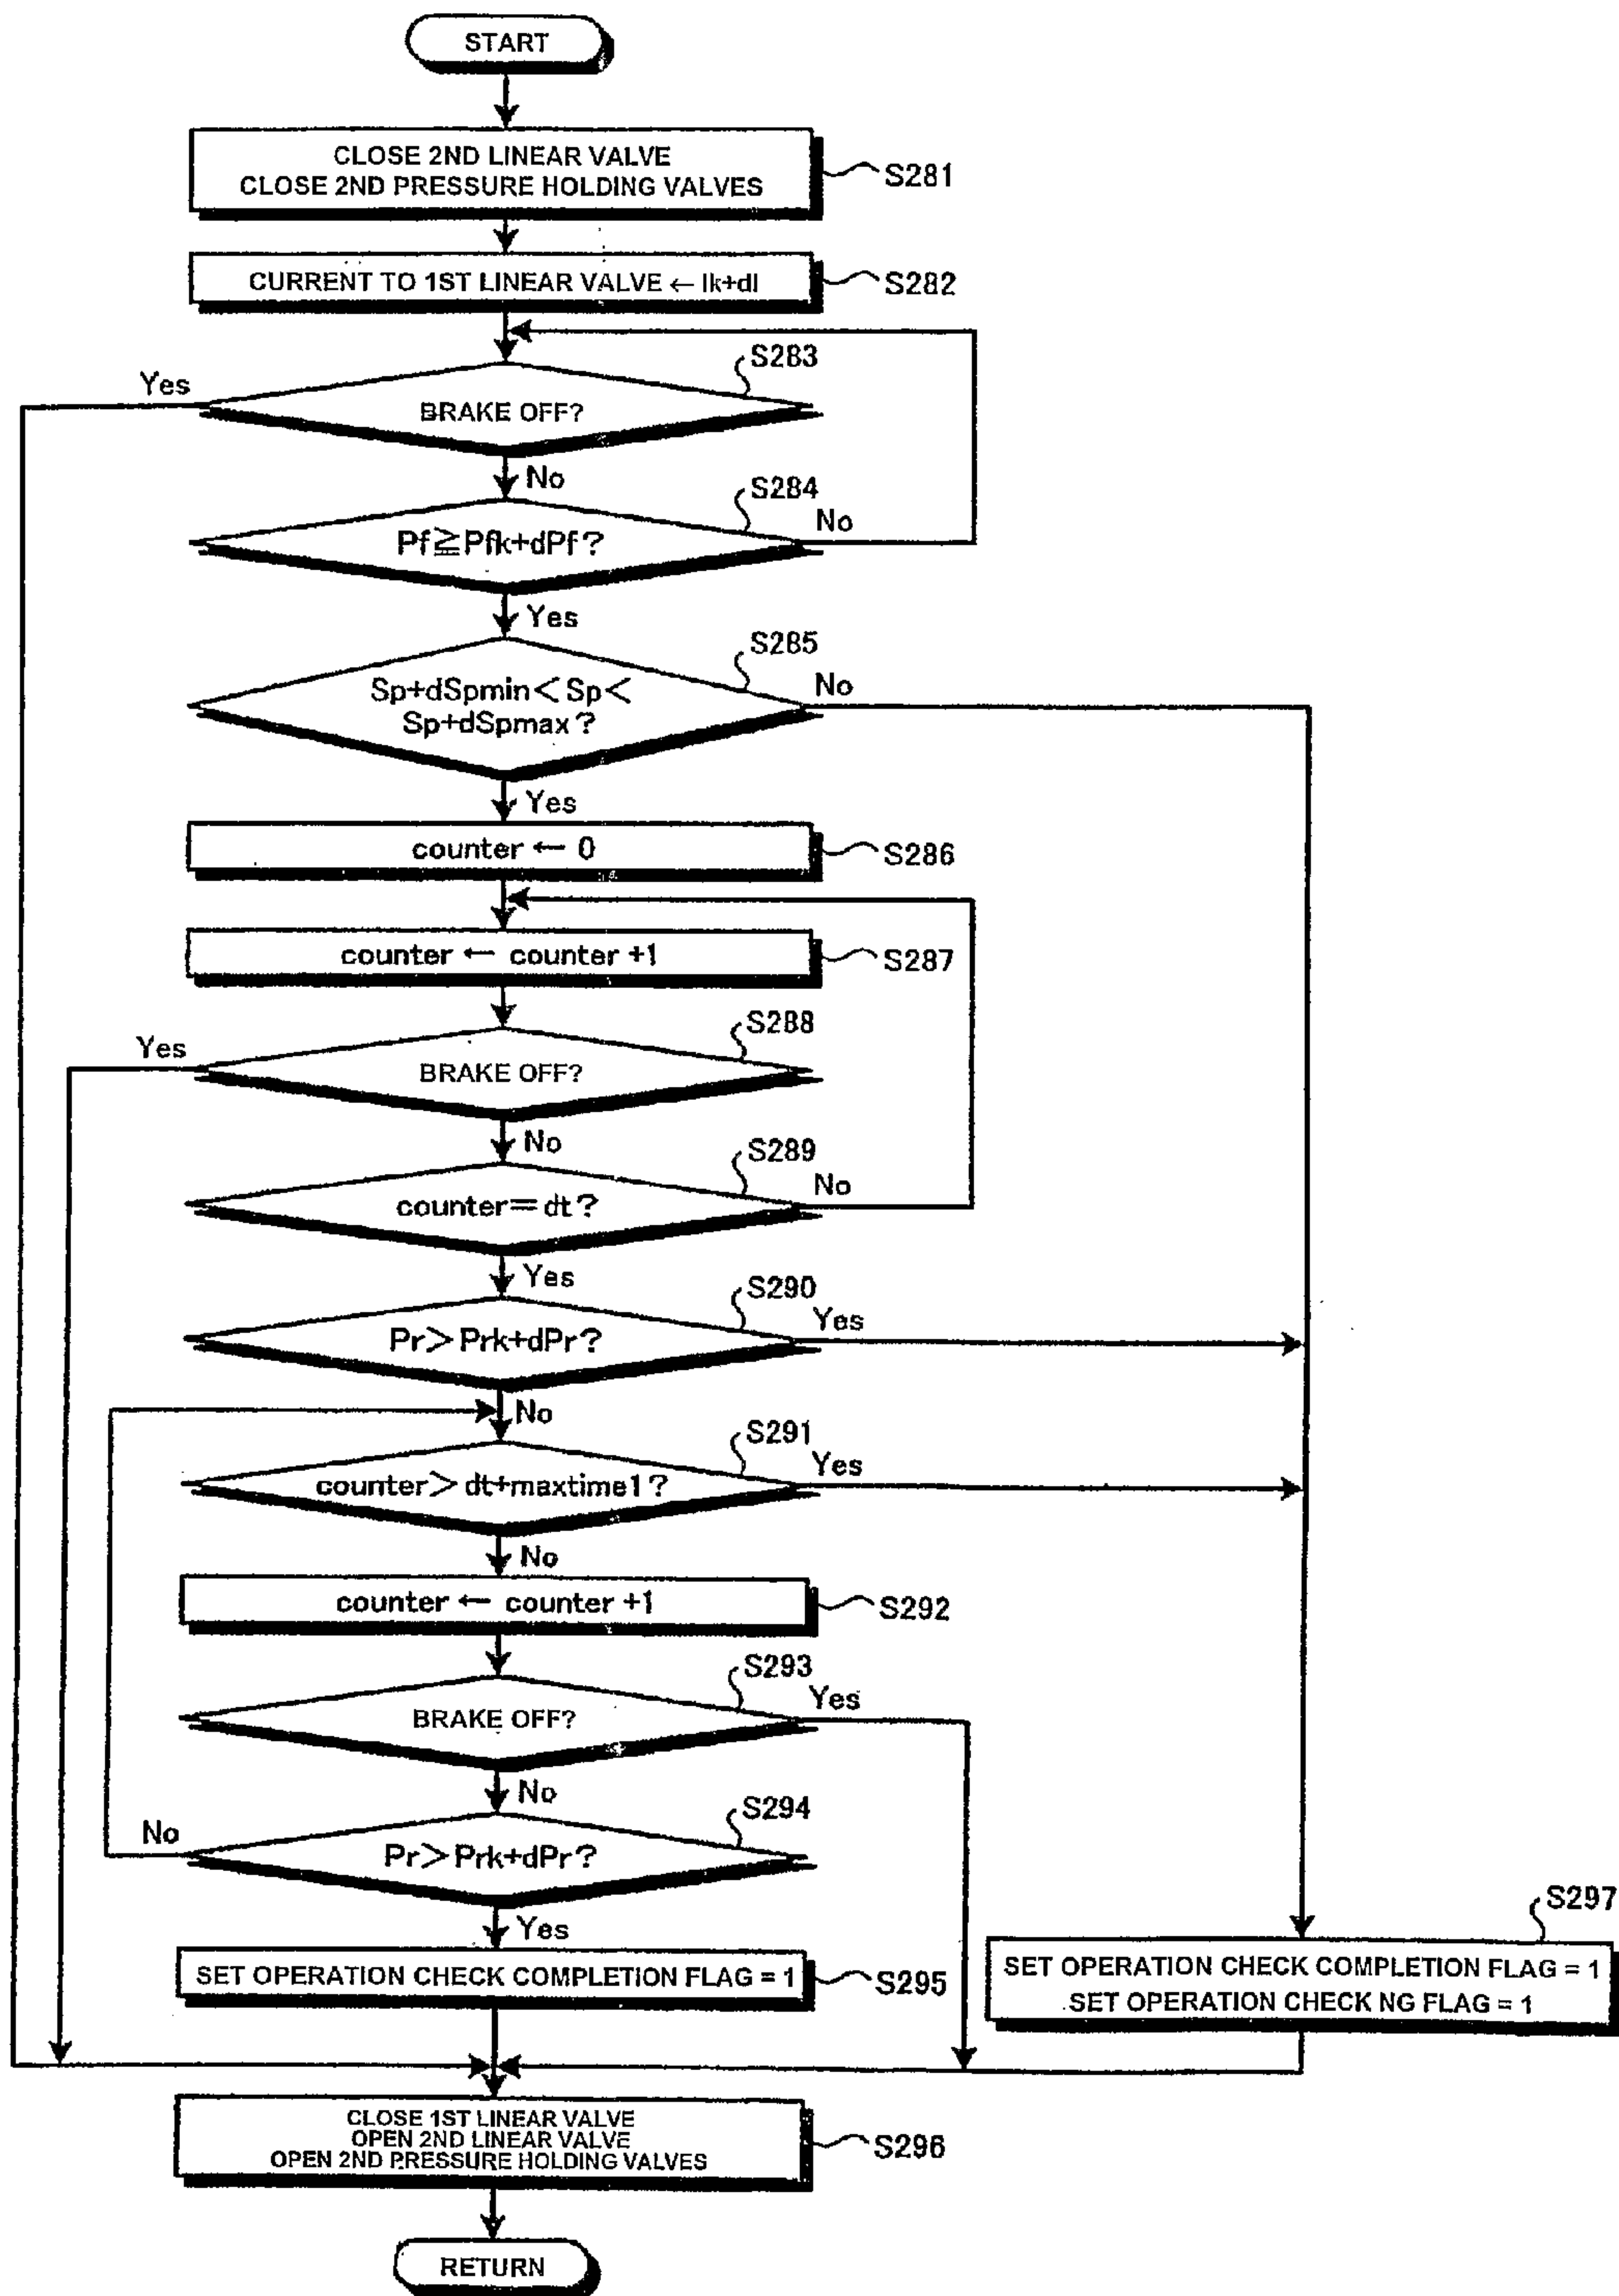 START
CLOSE 2ND LINEAR VALVE
CLOSE 2ND PRESSURE HOLDING VALVES
S281
CURRENT TO 1ST LINEAR VALVE ← Ik+dI
S282
S283
Yes
BRAKE OFF?
No
S284
Pf≧Pfk+dPf?
No
Yes
S285
Sp+dSpmin<Sp<
Sp+dSpmax?
No
Yes
counter ← 0
S286
counter ← counter +1
S287
S288
Yes
BRAKE OFF?
No
S289
counter=dt?
No
Yes
S290
Pr>Prk+dPr?
Yes
No
S291
counter>dt+maxtime1?
Yes
No
counter ← counter +1
S292
S293
BRAKE OFF?
Yes
No
S294
No
Pr>Prk+dPr?
Yes
SET OPERATION CHECK COMPLETION FLAG = 1
S295
S297
SET OPERATION CHECK COMPLETION FLAG = 1
SET OPERATION CHECK NG FLAG = 1
CLOSE 1ST LINEAR VALVE
OPEN 2ND LINEAR VALVE
OPEN 2ND PRESSURE HOLDING VALVES
S296
RETURN